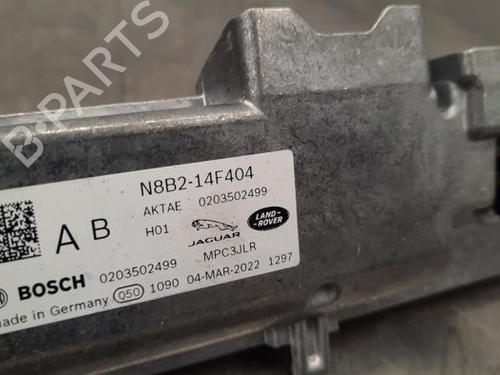 N8B2-14F404
AKTAE 0203502499
A B H01 JAGUAR LAND-ROVER
BOSCH 0203502499 MPC3JLR
Made in Germany 050 1090 04-MAR-2022 1297
B-PARTS